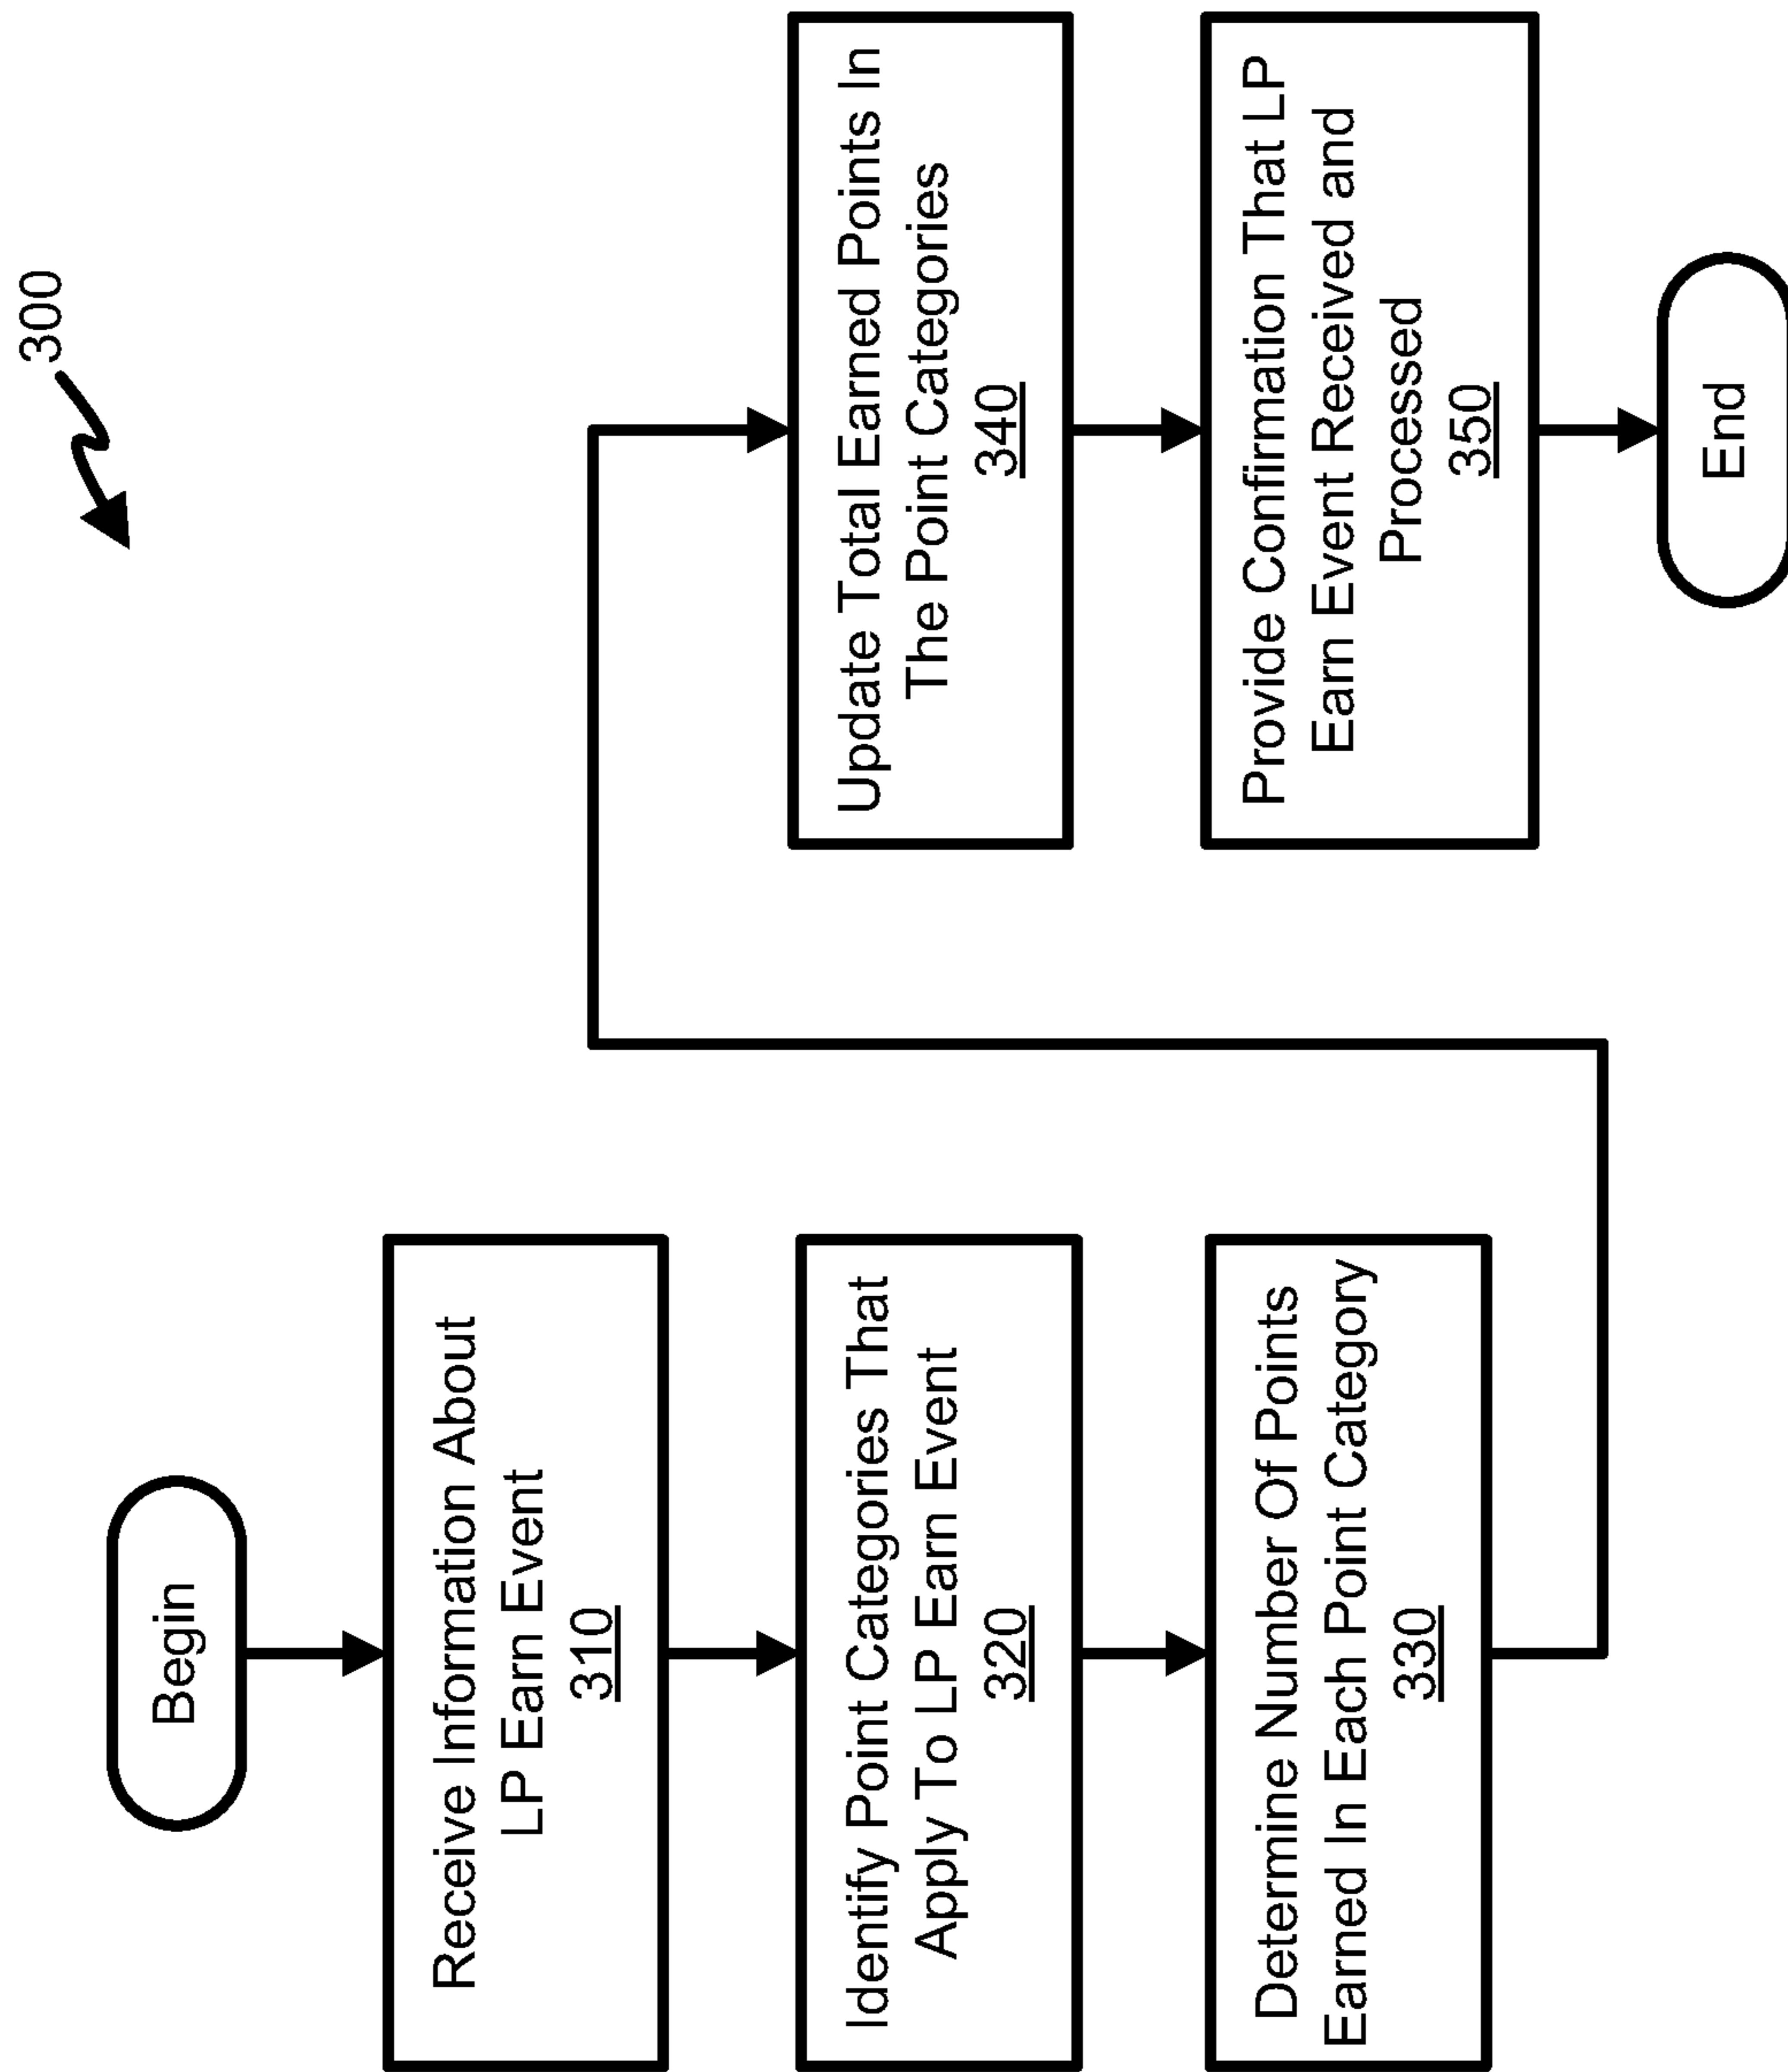 300
Begin
Receive Information About
LP Earn Event
310
Identify Point Categories That
Apply To LP Earn Event
320
Determine Number Of Points
Earned In Each Point Category
330
Update Total Earned Points In
The Point Categories
340
Provide Confirmation That LP
Earn Event Received and
Processed
350
End